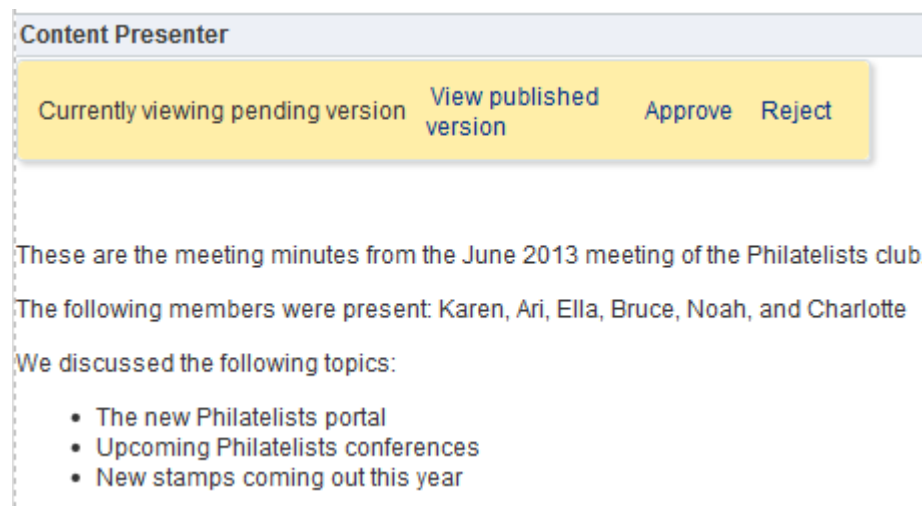 Content Presenter
Currently viewing pending version View published version Approve Reject
These are the meeting minutes from the June 2013 meeting of the Philatelists club
The following members were present: Karen, Ari, Ella, Bruce, Noah, and Charlotte
We discussed the following topics:
• The new Philatelists portal
• Upcoming Philatelists conferences
• New stamps coming out this year